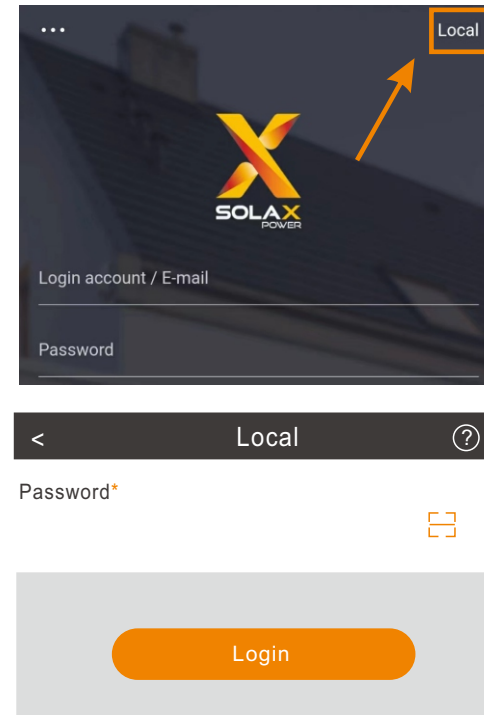 ...
Local
SOLAX
POWER
Login account / E-mail
Password
< Local ?
Password*
Login